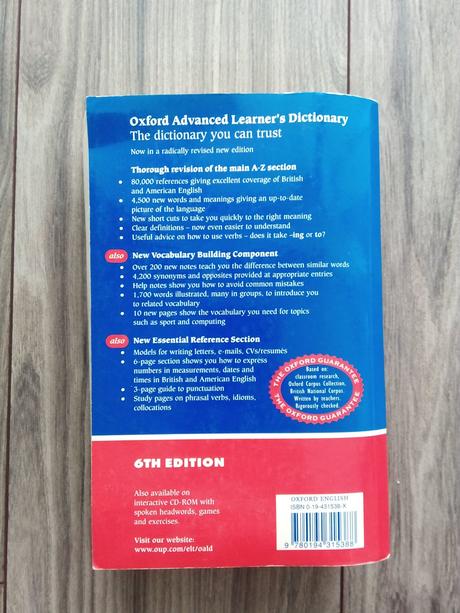 Oxford Advanced Learner's Dictionary
The dictionary you can trust
Now in a radically revised new edition
Thorough revision of the main A-Z section
• 80,000 references giving excellent coverage of British
and American English
• 4,500 new words and meanings giving an up-to-date
picture of the language
• New short cuts to take you quickly to the right meaning
• Clear definitions – now even easier to understand
• Useful advice on how to use verbs – does it take –ing or to?
also New Vocabulary Building Component
• Over 200 new notes teach you the difference between similar words
• 4,200 synonyms and opposites provided at appropriate entries
• Help notes show you how to avoid common mistakes
• 1,700 words illustrated, many in groups, to introduce you
to related vocabulary
• 10 new pages show the vocabulary you need for topics
such as sport and computing
also New Essential Reference Section
• Models for writing letters, e-mails, CVs/resumés
• 6-page section shows you how to express
numbers in measurements, dates and
times in British and American English
• 3-page guide to punctuation
• Study pages on phrasal verbs, idioms,
collocations
THE OXFORD GUARANTEE
Based on:
classroom research,
Oxford Corpus Collection,
British National Corpus.
Written by teachers.
Rigorously checked.
THE OXFORD GUARANTEE
6TH EDITION
Also available on
interactive CD-ROM with
spoken headwords, games
and exercises.
Visit our website:
www.oup.com/elt/oald
OXFORD ENGLISH
ISBN 0-19-431538-X
9 780194 315388